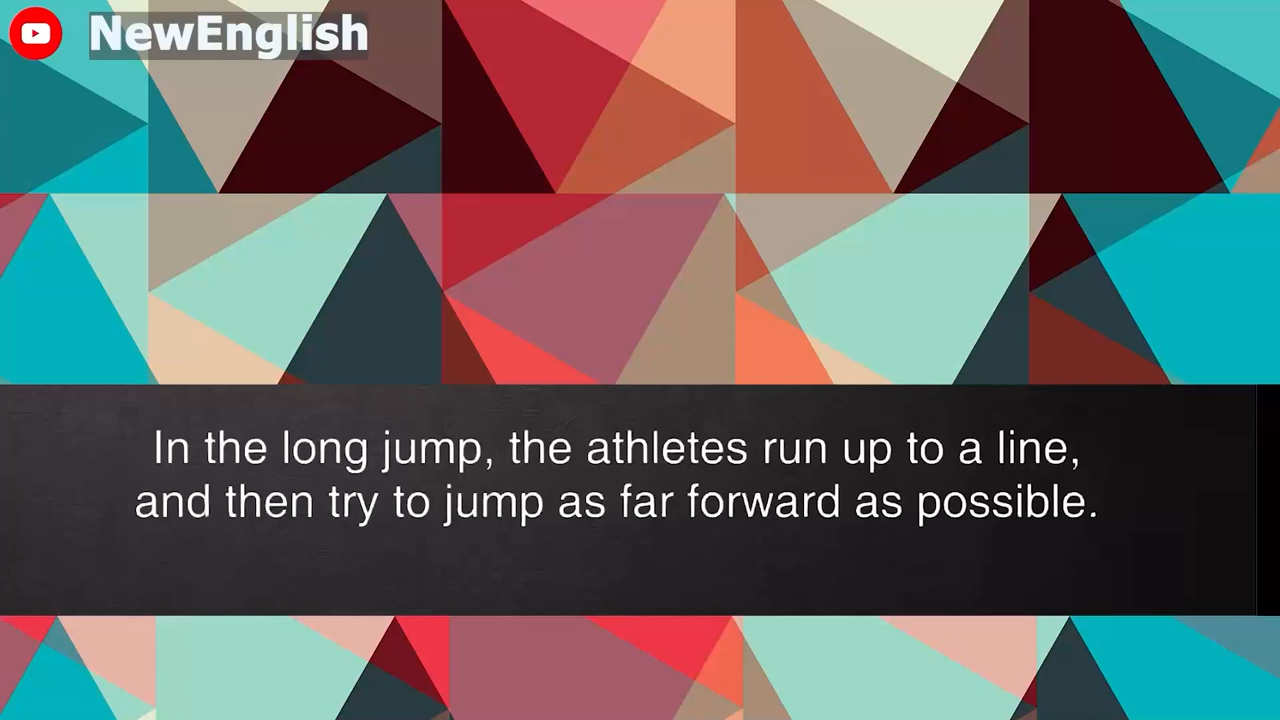 NewEnglish
In the long jump, the athletes run up to a line,
and then try to jump as far forward as possible.